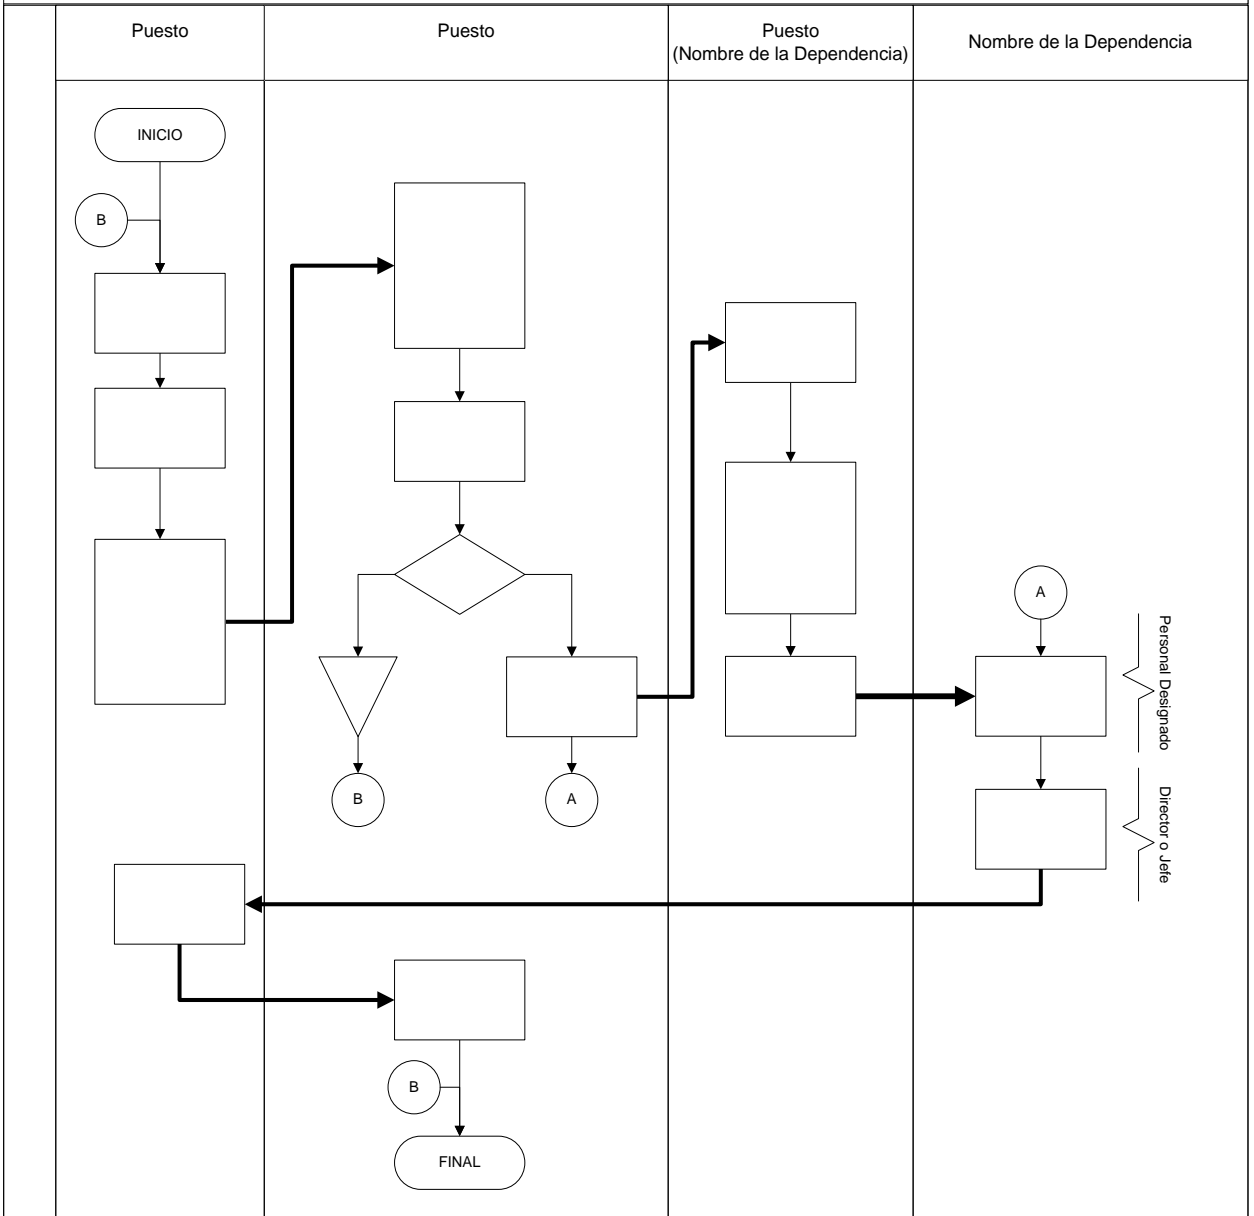 Puesto
Puesto
Puesto
(Nombre de la Dependencia)
Nombre de la Dependencia
INICIO
B
A
Personal Designado
B
A
Director o Jefe
B
FINAL